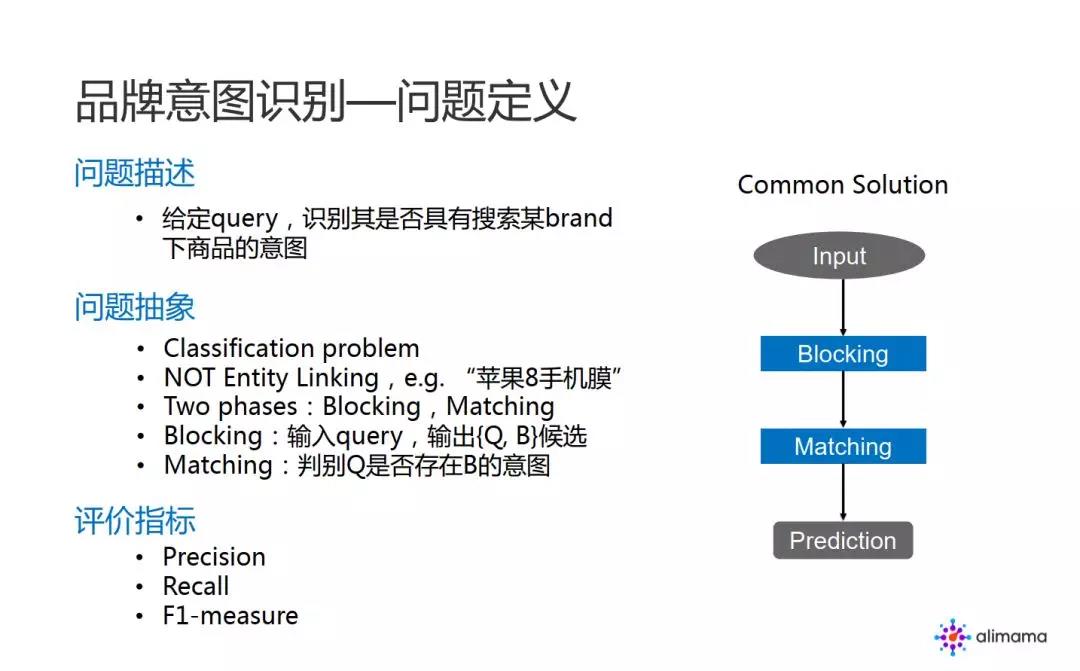 品牌意图识别—问题定义
问题描述
• 给定query，识别其是否具有搜索某brand
下商品的意图
问题抽象
• Classification problem
• NOT Entity Linking，e.g. “苹果8手机膜”
• Two phases：Blocking，Matching
• Blocking：输入query，输出{Q, B}候选
• Matching：判别Q是否存在B的意图
评价指标
• Precision
• Recall
• F1-measure
Common Solution
Input
Blocking
Matching
Prediction
alimama